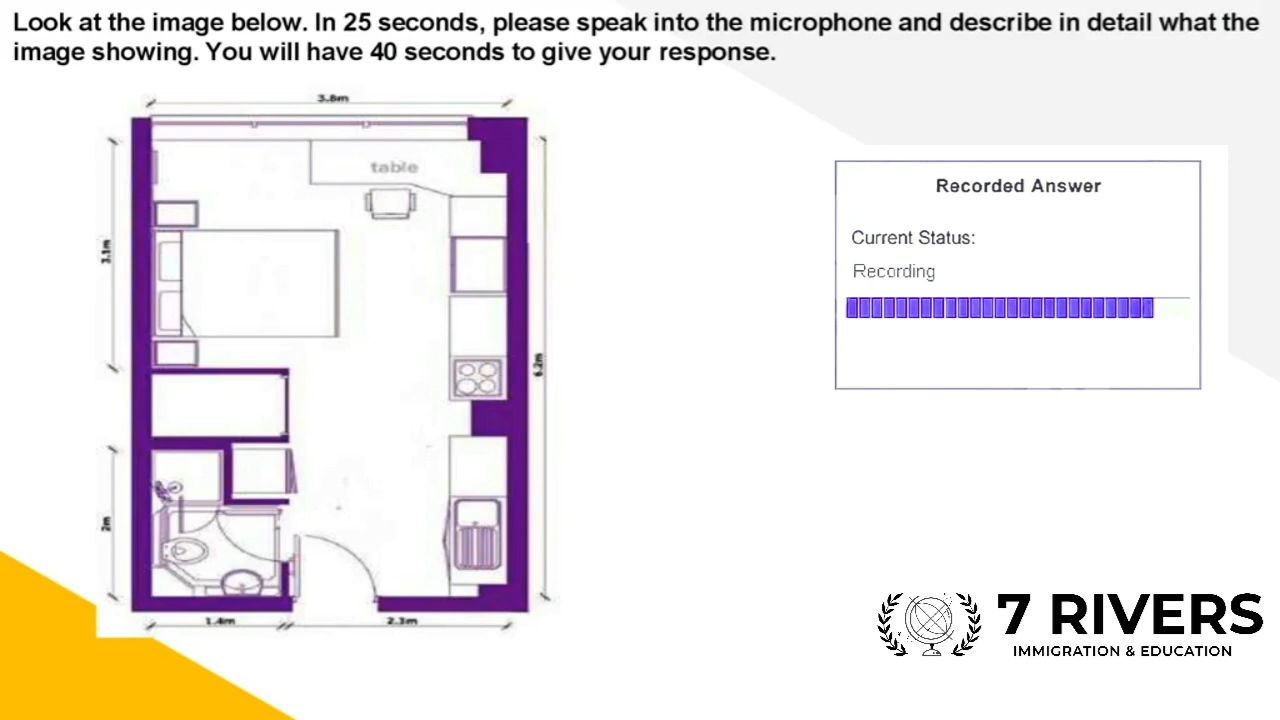 Look at the image below. In 25 seconds, please speak into the microphone and describe in detail what the
image showing. You will have 40 seconds to give your response.
3.8m
table
3.1m
6.2m
2m
1.4m
2.3m
Recorded Answer
Current Status:
Recording
7 RIVERS
IMMIGRATION & EDUCATION